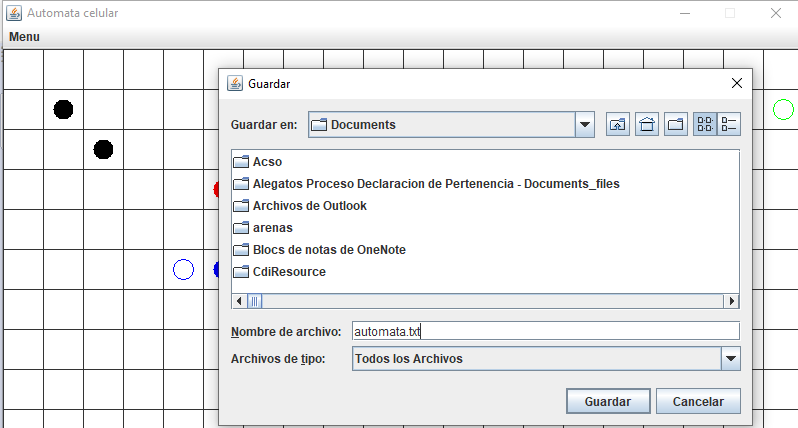 Automata celular
Menu
Guardar
Guardar en: Documents
Acso
Alegatos Proceso Declaracion de Pertenencia - Documents_files
Archivos de Outlook
arenas
Blocs de notas de OneNote
CdiResource
Nombre de archivo: automata.txt
Archivos de tipo: Todos los Archivos
Guardar Cancelar